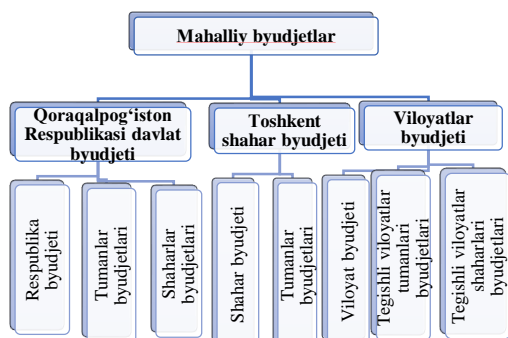 Mahalliy byudjetlar
Qoraqalpog‘iston
Respublikasi davlat
byudjeti
Toshkent
shahar byudjeti
Viloyatlar
byudjeti
Respublika
byudjeti
Tumanlar
byudjetlari
Shaharlar
byudjetlari
Shahar byudjeti
Tumanlar
byudjetlari
Viloyat byudjeti
Tegishli viloyatlar
tumanlari
byudjetlari
Tegishli viloyatlar
shaharlari
byudjetlari